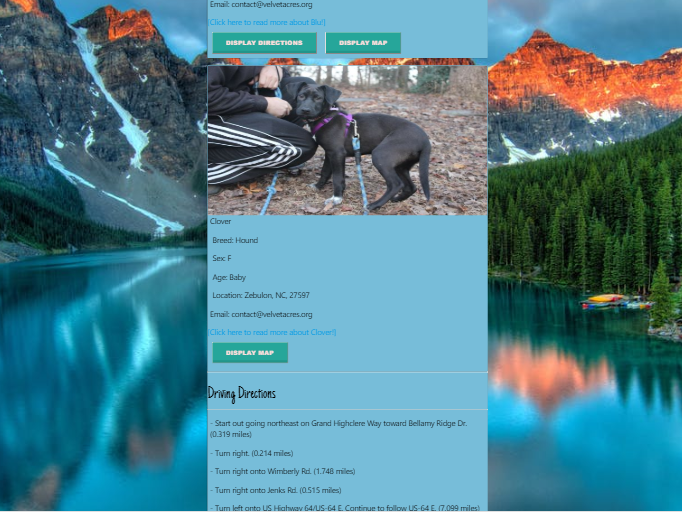 Email: contact@velvetacres.org
[Click here to read more about Blu!]
DISPLAY DIRECTIONS DISPLAY MAP
Clover
Breed: Hound
Sex: F
Age: Baby
Location: Zebulon, NC, 27597
Email: contact@velvetacres.org
[Click here to read more about Clover!]
DISPLAY MAP
Driving Directions
- Start out going northeast on Grand Highclere Way toward Bellamy Ridge Dr.
(0.319 miles)
- Turn right. (0.214 miles)
- Turn right onto Wimberly Rd. (1.748 miles)
- Turn right onto Jenks Rd. (0.515 miles)
- Turn left onto US Highway 64/US-64 E. Continue to follow US-64 E. (7.099 miles)